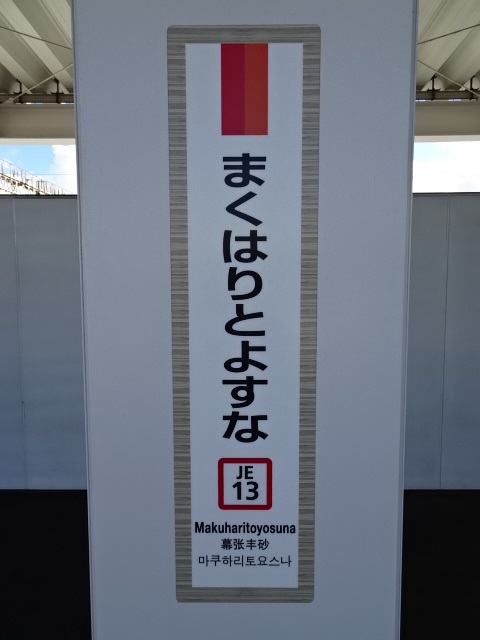 まくはりとよすな
JE
13
Makuharitoyosuna
幕张丰砂
마쿠하리토요스나